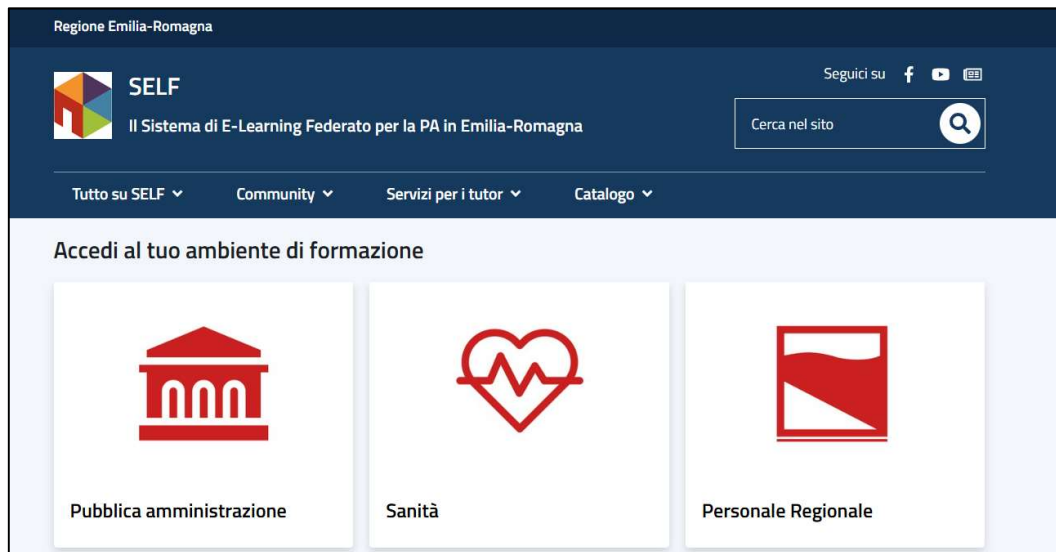 Regione Emilia-Romagna
SELF
Il Sistema di E-Learning Federato per la PA in Emilia-Romagna
Seguici su
Cerca nel sito
Tutto su SELF
Community
Servizi per i tutor
Catalogo
Accedi al tuo ambiente di formazione
Pubblica amministrazione
Sanità
Personale Regionale